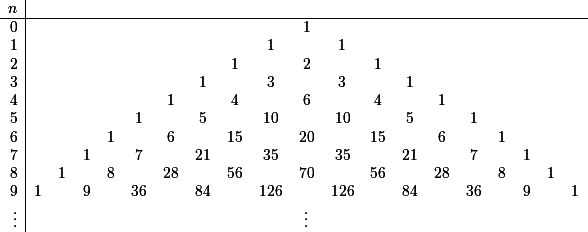 n
0 1
1 1 1
2 1 2 1
3 1 3 3 1
4 1 4 6 4 1
5 1 5 10 10 5 1
6 1 6 15 20 15 6 1
7 1 7 21 35 35 21 7 1
8 1 8 28 56 70 56 28 8 1
9 1 9 36 84 126 126 84 36 9 1
⋮ ⋮